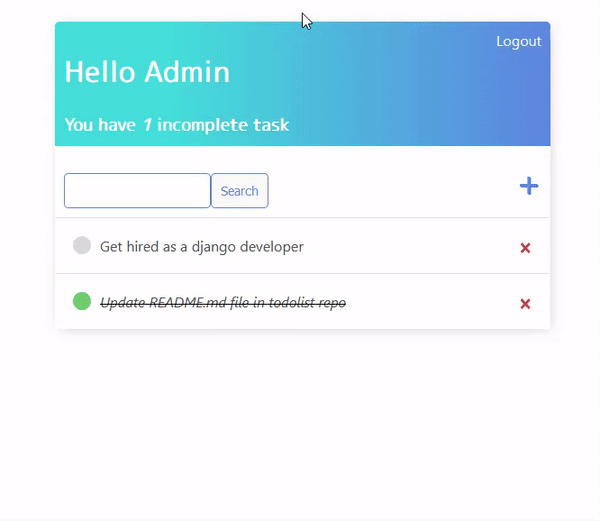 Logout
Hello Admin
You have 1 incomplete task
Search
Get hired as a django developer
Update README.md file in todolist repo